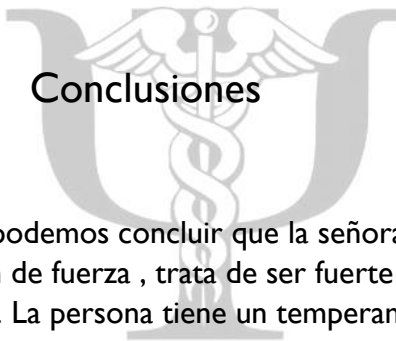 Conclusiones
podemos concluir que la señora
de fuerza , trata de ser fuerte
. La persona tiene un